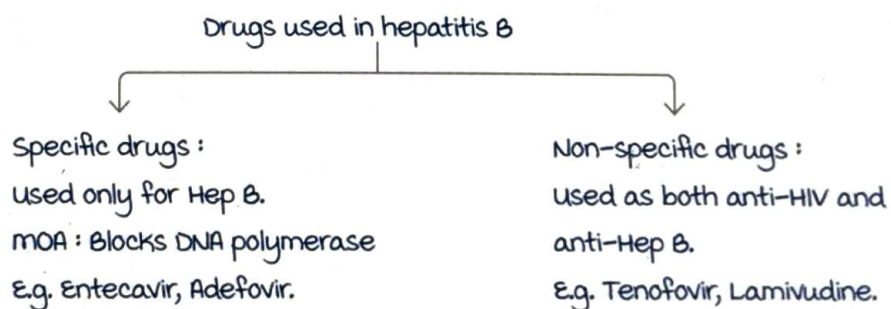 Drugs used in hepatitis B
Specific drugs :
used only for Hep B.
MOA : Blocks DNA polymerase
E.g. Entecavir, Adefovir.
Non-specific drugs :
used as both anti-HIV and
anti-Hep B.
E.g. Tenofovir, Lamivudine.